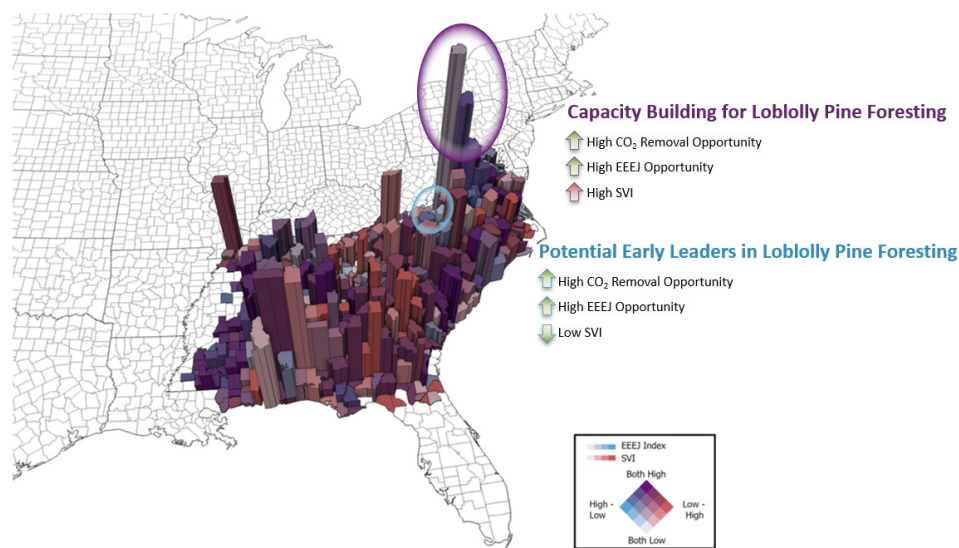 Capacity Building for Loblolly Pine Foresting
High CO₂ Removal Opportunity
High EEEJ Opportunity
High SVI
Potential Early Leaders in Loblolly Pine Foresting
High CO₂ Removal Opportunity
High EEEJ Opportunity
Low SVI
EEEJ Index
SVI
Both High
High -
Low
Low -
High
Both Low